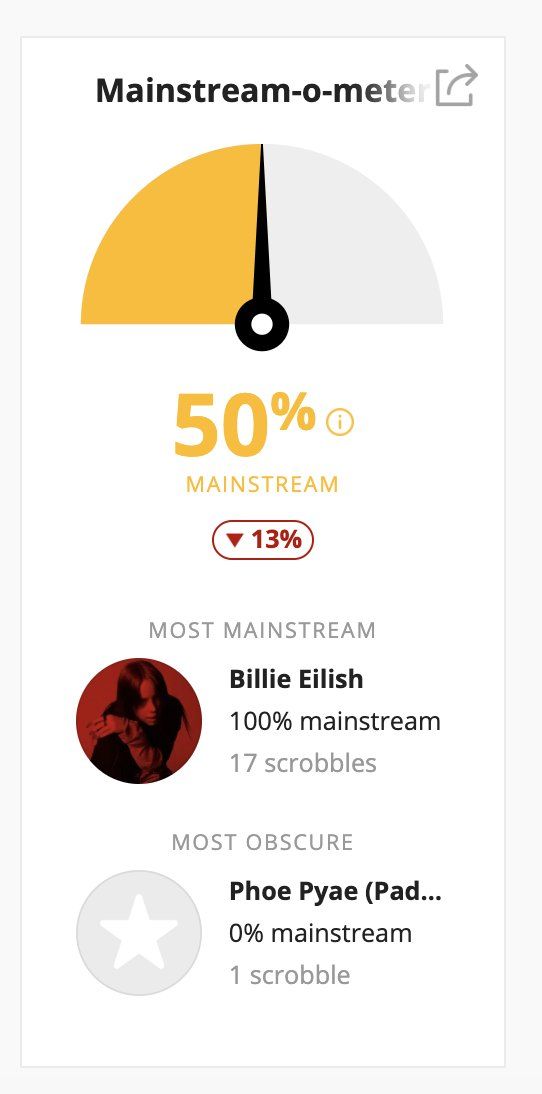 Mainstream-o-meter
50%
MAINSTREAM
▼ 13%
MOST MAINSTREAM
Billie Eilish
100% mainstream
17 scrobbles
MOST OBSCURE
Phoe Pyae (Pad...
0% mainstream
1 scrobble